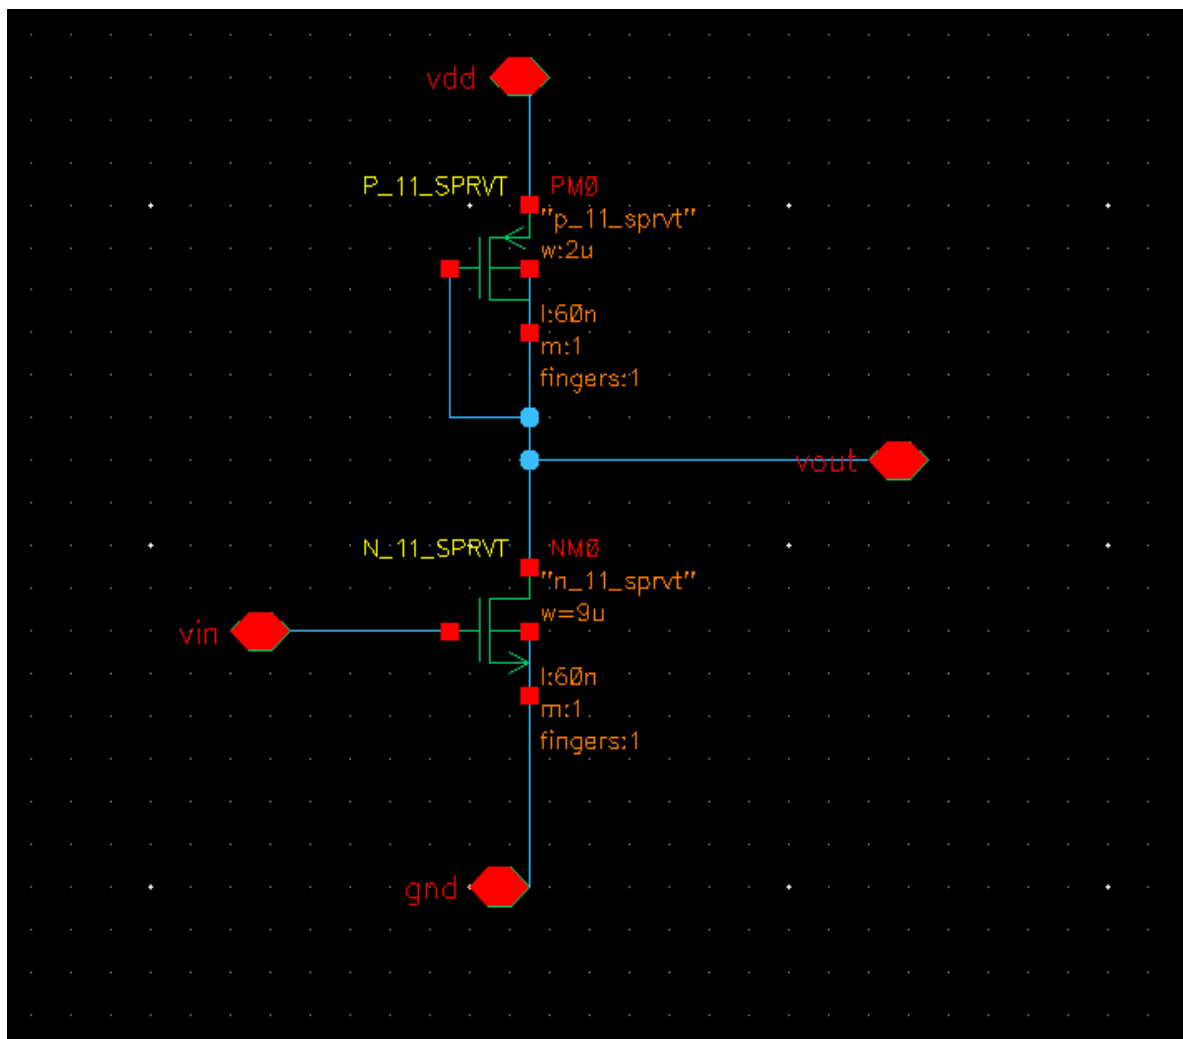 vdd
P_11_SPRVT PM0
"p_11_sprvt"
w:2u
l:60n
m:1
fingers:1
vout
N_11_SPRVT NM0
"n_11_sprvt"
w=9u
vin
l:60n
m:1
fingers:1
gnd